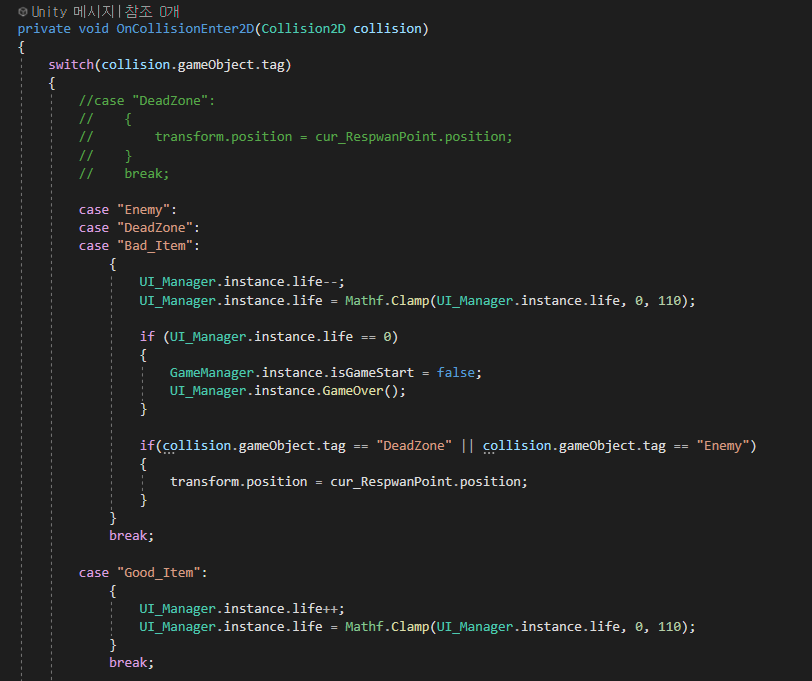 Unity 메시지 | 참조 0개
private void OnCollisionEnter2D(Collision2D collision)
{
switch(collision.gameObject.tag)
{
//case "DeadZone":
// {
// transform.position = cur_RespwanPoint.position;
// }
// break;
case "Enemy":
case "DeadZone":
case "Bad_Item":
{
UI_Manager.instance.life--;
UI_Manager.instance.life = Mathf.Clamp(UI_Manager.instance.life, 0, 110);
if (UI_Manager.instance.life == 0)
{
GameManager.instance.isGameStart = false;
UI_Manager.instance.GameOver();
}
if(collision.gameObject.tag == "DeadZone" || collision.gameObject.tag == "Enemy")
{
transform.position = cur_RespwanPoint.position;
}
}
break;
case "Good_Item":
{
UI_Manager.instance.life++;
UI_Manager.instance.life = Mathf.Clamp(UI_Manager.instance.life, 0, 110);
}
break;